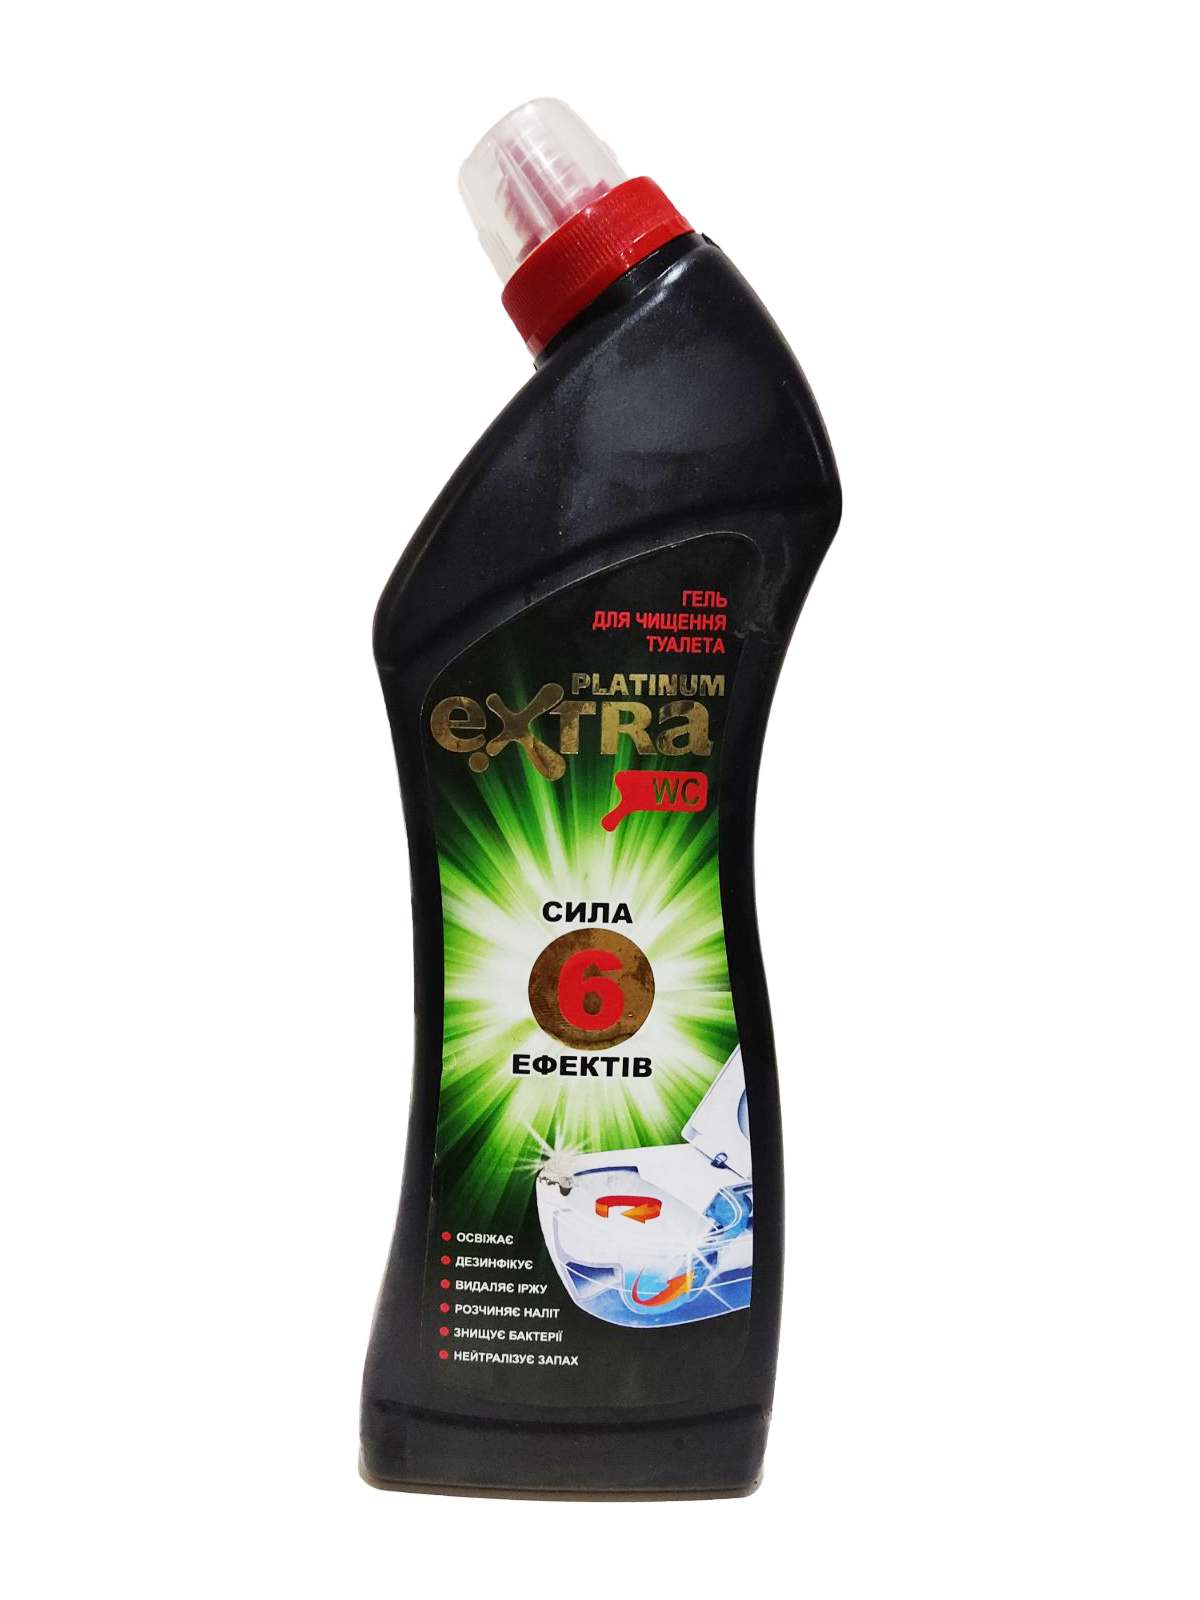 ГЕЛЬ
ДЛЯ ЧИЩЕННЯ
ТУАЛЕТА
PLATINUM
eXTRa
WC
СИЛА
6
ЕФЕКТІВ
ОСВІЖАЄ
ДЕЗИНФІКУЄ
ВИДАЛЯЄ ІРЖУ
РОЗЧИНЯЄ НАЛІТ
ЗНИЩУЄ БАКТЕРІЇ
НЕЙТРАЛІЗУЄ ЗАПАХ